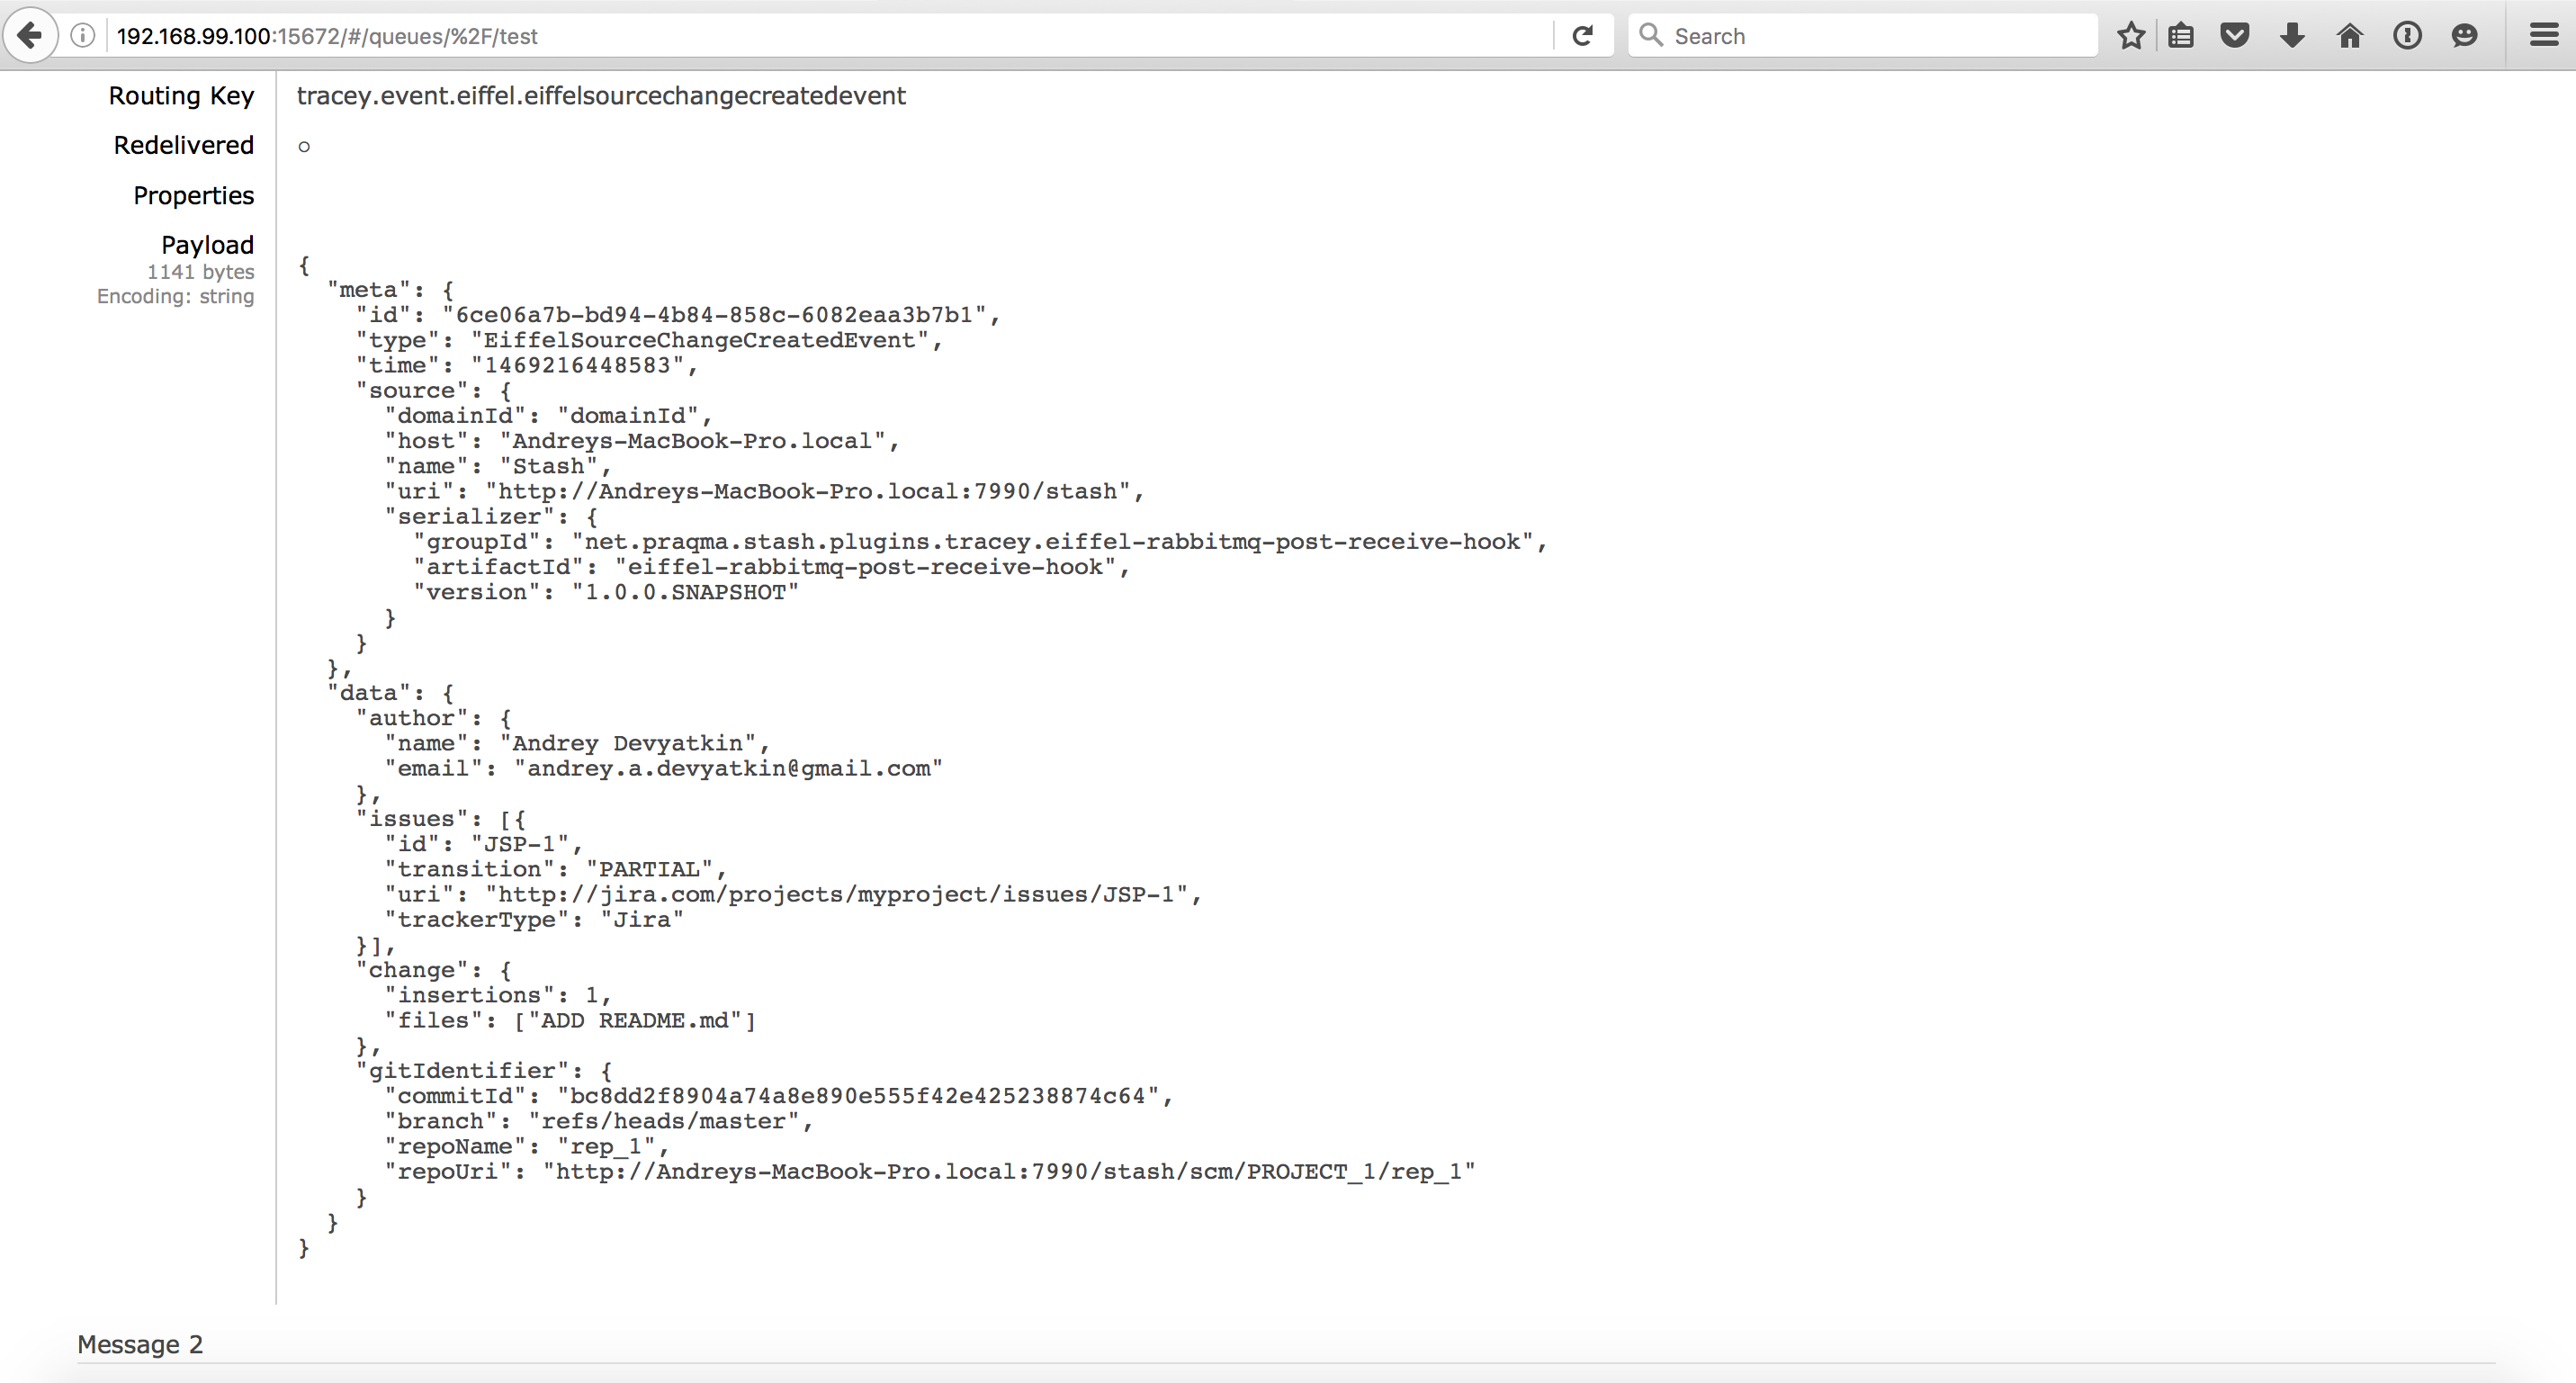 192.168.99.100:15672/#/queues/%2F/test
Search
Routing Key tracey.event.eiffel.eiffelsourcechangecreatedevent
Redelivered
Properties
Payload
1141 bytes
Encoding: string
{
"meta": {
"id": "6ce06a7b-bd94-4b84-858c-6082eaa3b7b1",
"type": "EiffelSourceChangeCreatedEvent",
"time": "1469216448583",
"source": {
"domainId": "domainId",
"host": "Andreys-MacBook-Pro.local",
"name": "Stash",
"uri": "http://Andreys-MacBook-Pro.local:7990/stash",
"serializer": {
"groupId": "net.praqma.stash.plugins.tracey.eiffel-rabbitmq-post-receive-hook",
"artifactId": "eiffel-rabbitmq-post-receive-hook",
"version": "1.0.0.SNAPSHOT"
}
}
},
"data": {
"author": {
"name": "Andrey Devyatkin",
"email": "andrey.a.devyatkin@gmail.com"
},
"issues": [{
"id": "JSP-1",
"transition": "PARTIAL",
"uri": "http://jira.com/projects/myproject/issues/JSP-1",
"trackerType": "Jira"
}],
"change": {
"insertions": 1,
"files": ["ADD README.md"]
},
"gitIdentifier": {
"commitId": "bc8dd2f8904a74a8e890e555f42e425238874c64",
"branch": "refs/heads/master",
"repoName": "rep_1",
"repoUri": "http://Andreys-MacBook-Pro.local:7990/stash/scm/PROJECT_1/rep_1"
}
}
}
Message 2